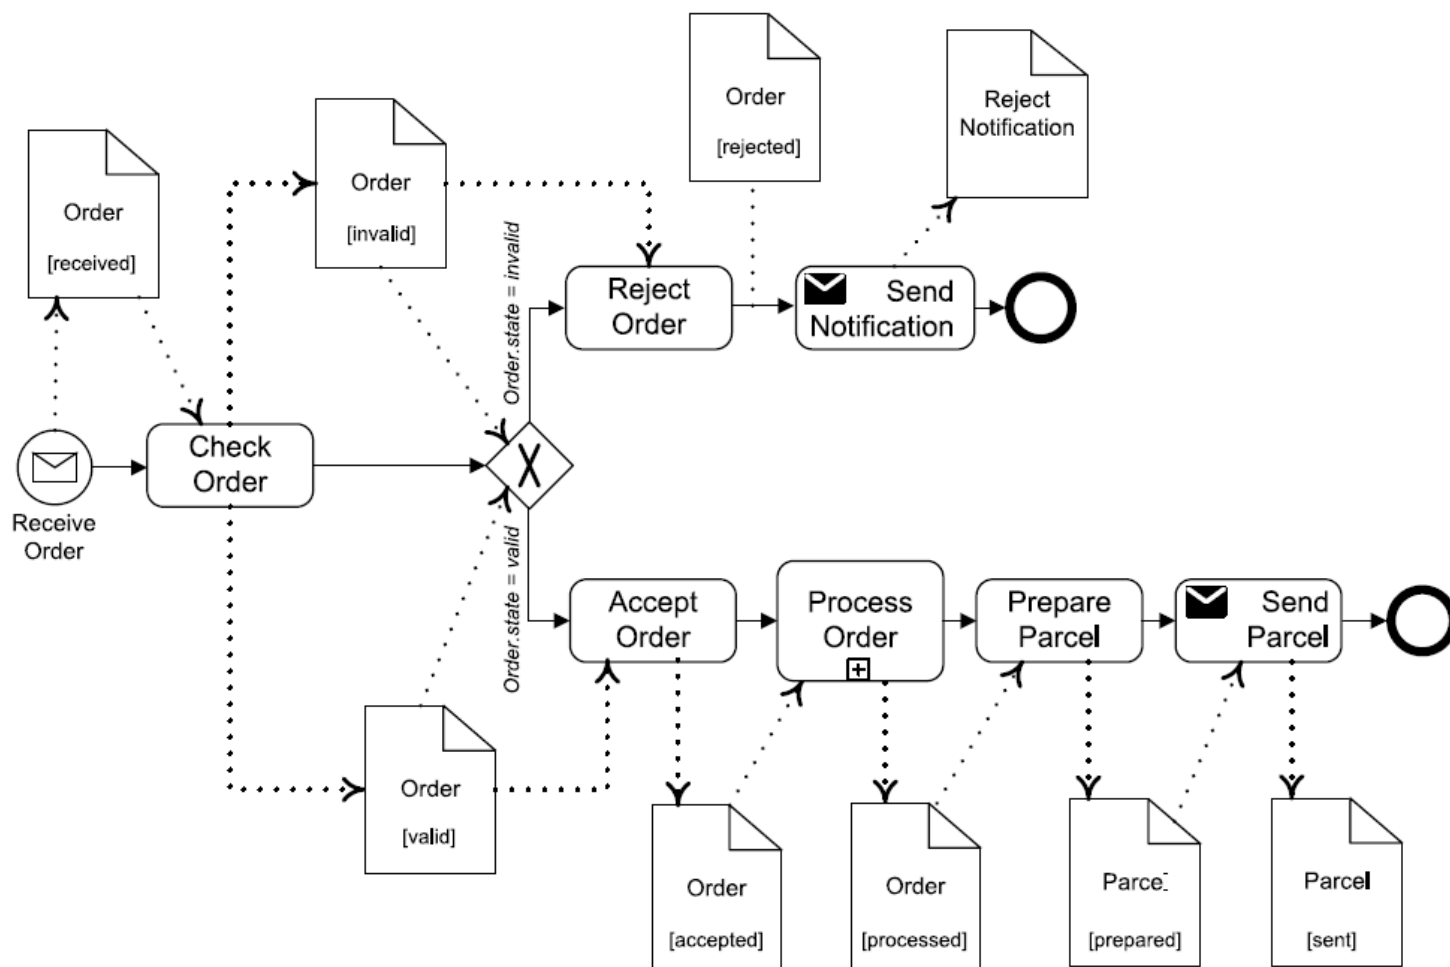 Order
[rejected]
Reject
Notification
Order
[invalid]
Order
[received]
Order.state = invalid
Reject
Order
Send
Notification
Check
Order
X
Receive
Order
Order.state = valid
Accept
Order
Process
Order
Prepare
Parcel
Send
Parcel
Order
[valid]
Order
[accepted]
Order
[processed]
Parcel
[prepared]
Parcel
[sent]